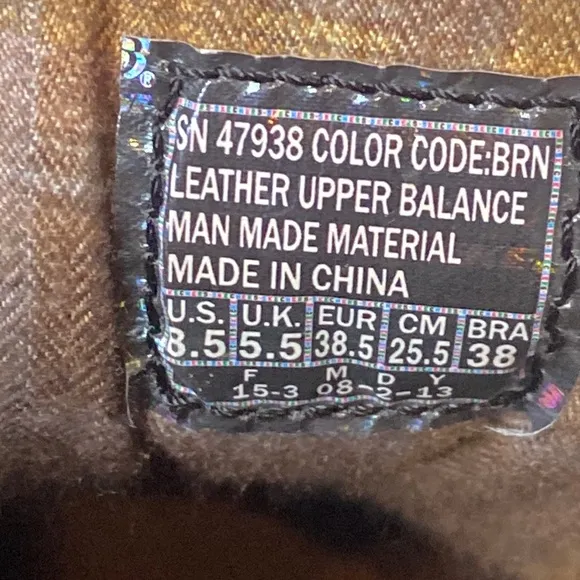 S®
SN 47938 COLOR CODE:BRN
LEATHER UPPER BALANCE
MAN MADE MATERIAL
MADE IN CHINA
U.S. U.K. EUR CM BRA
8.5 5.5 38.5 25.5 38
F M D Y
15-3 08-2-13